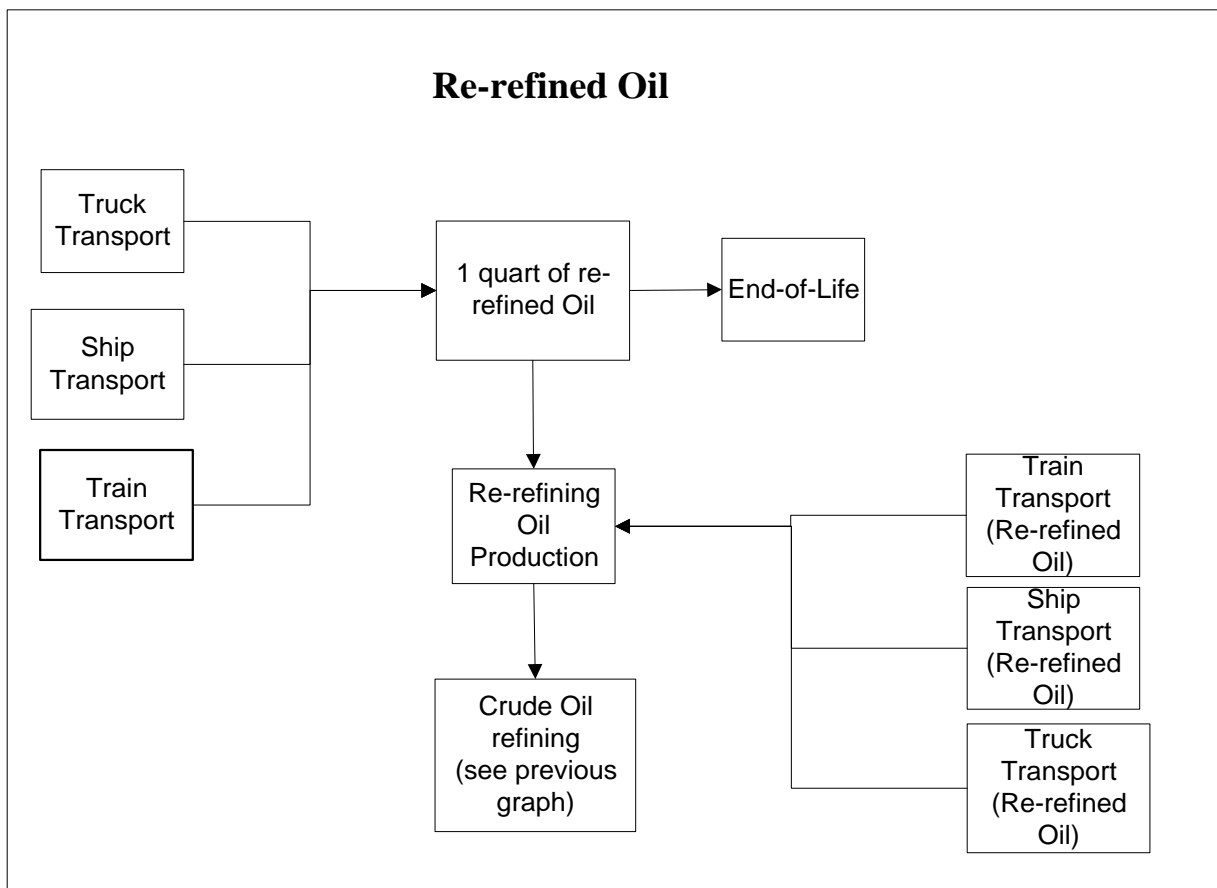 Re-refined Oil
Truck
Transport
Ship
Transport
Train
Transport
1 quart of re-
refined Oil
End-of-Life
Re-refining
Oil
Production
Crude Oil
refining
(see previous
graph)
Train
Transport
(Re-refined
Oil)
Ship
Transport
(Re-refined
Oil)
Truck
Transport
(Re-refined
Oil)